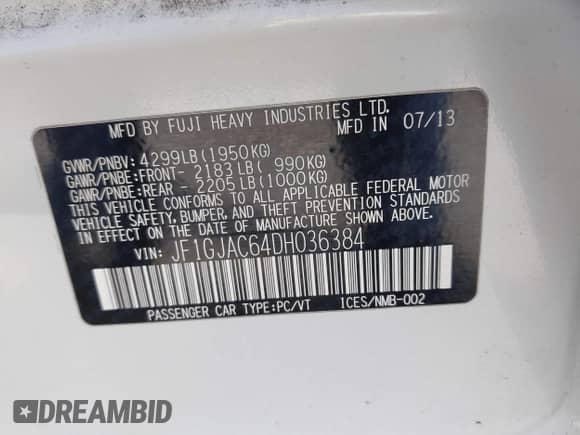 MFD BY FUJI HEAVY INDUSTRIES LTD.
MFD IN 07/13
GVWR/PNBV: 4299LB(1950KG)
GAWR/PNBE:FRONT- 2183LB( 990KG)
GAWR/PNBE:REAR - 2205LB(1000KG)
THIS VEHICLE CONFORMS TO ALL APPLICABLE FEDERAL MOTOR
VEHICLE SAFETY, BUMPER, AND THEFT PREVENTION STANDARDS
IN EFFECT ON THE DATE OF MANUFACTURE SHOWN ABOVE.
VIN: JF1GJAC64DH036384
PASSENGER CAR TYPE:PC/VT ICES/NMB-002
DREAMBID